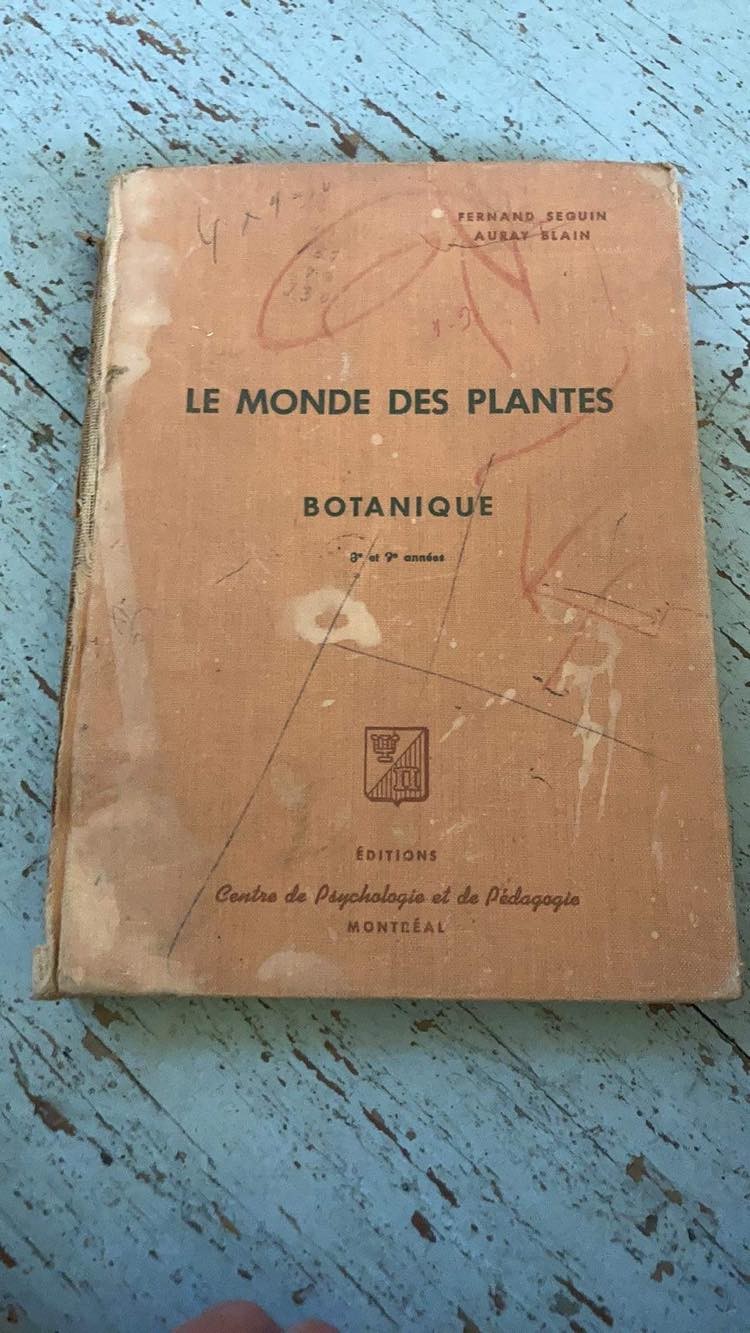 FERNAND SEGUIN
AURAY BLAIN
LE MONDE DES PLANTES
BOTANIQUE
8e et 9e années
ÉDITIONS
Centre de Psychologie et de Pédagogie
MONTRÉAL